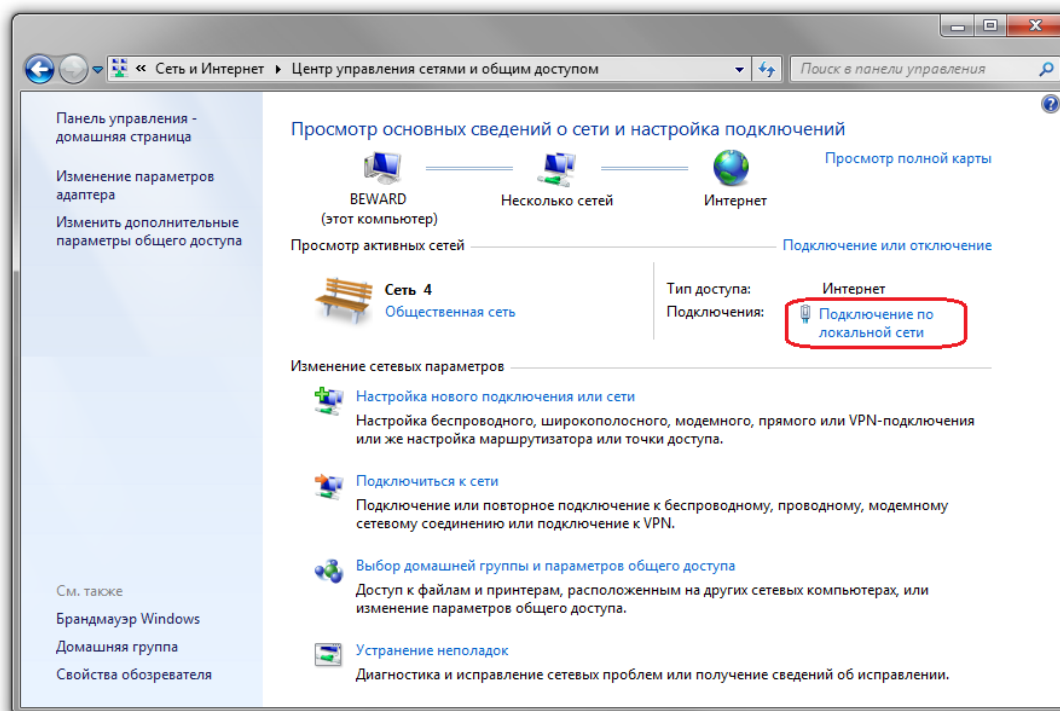 « Сеть и Интернет ▸ Центр управления сетями и общим доступом
Поиск в панели управления
Панель управления -
домашняя страница
Изменение параметров
адаптера
Изменить дополнительные
параметры общего доступа
См. также
Брандмауэр Windows
Домашняя группа
Свойства обозревателя
Просмотр основных сведений о сети и настройка подключений
Просмотр полной карты
BEWARD
(этот компьютер)
Несколько сетей
Интернет
Просмотр активных сетей
Подключение или отключение
Сеть 4
Общественная сеть
Тип доступа: Интернет
Подключения: Подключение по
локальной сети
Изменение сетевых параметров
Настройка нового подключения или сети
Настройка беспроводного, широкополосного, модемного, прямого или VPN-подключения
или же настройка маршрутизатора или точки доступа.
Подключиться к сети
Подключение или повторное подключение к беспроводному, проводному, модемному
сетевому соединению или подключение к VPN.
Выбор домашней группы и параметров общего доступа
Доступ к файлам и принтерам, расположенным на других сетевых компьютерах, или
изменение параметров общего доступа.
Устранение неполадок
Диагностика и исправление сетевых проблем или получение сведений об исправлении.